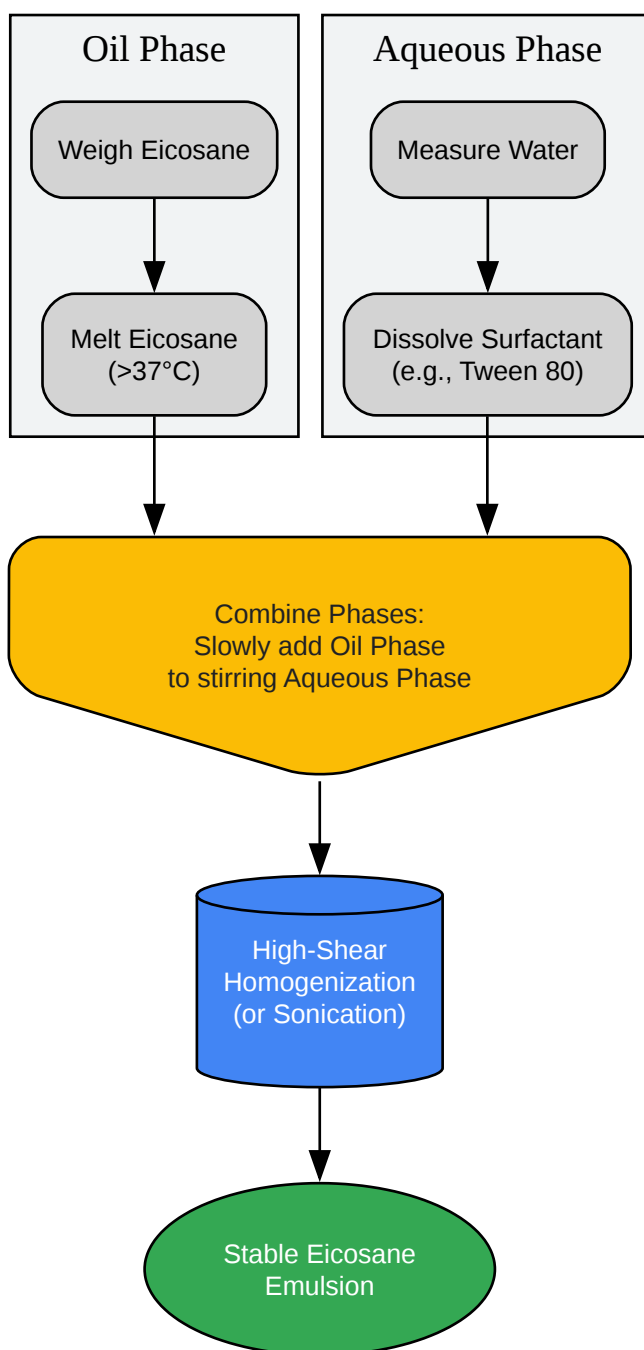 Oil Phase
Weigh Eicosane
Melt Eicosane
(>37°C)
Aqueous Phase
Measure Water
Dissolve Surfactant
(e.g., Tween 80)
Combine Phases:
Slowly add Oil Phase
to stirring Aqueous Phase
High-Shear
Homogenization
(or Sonication)
Stable Eicosane
Emulsion